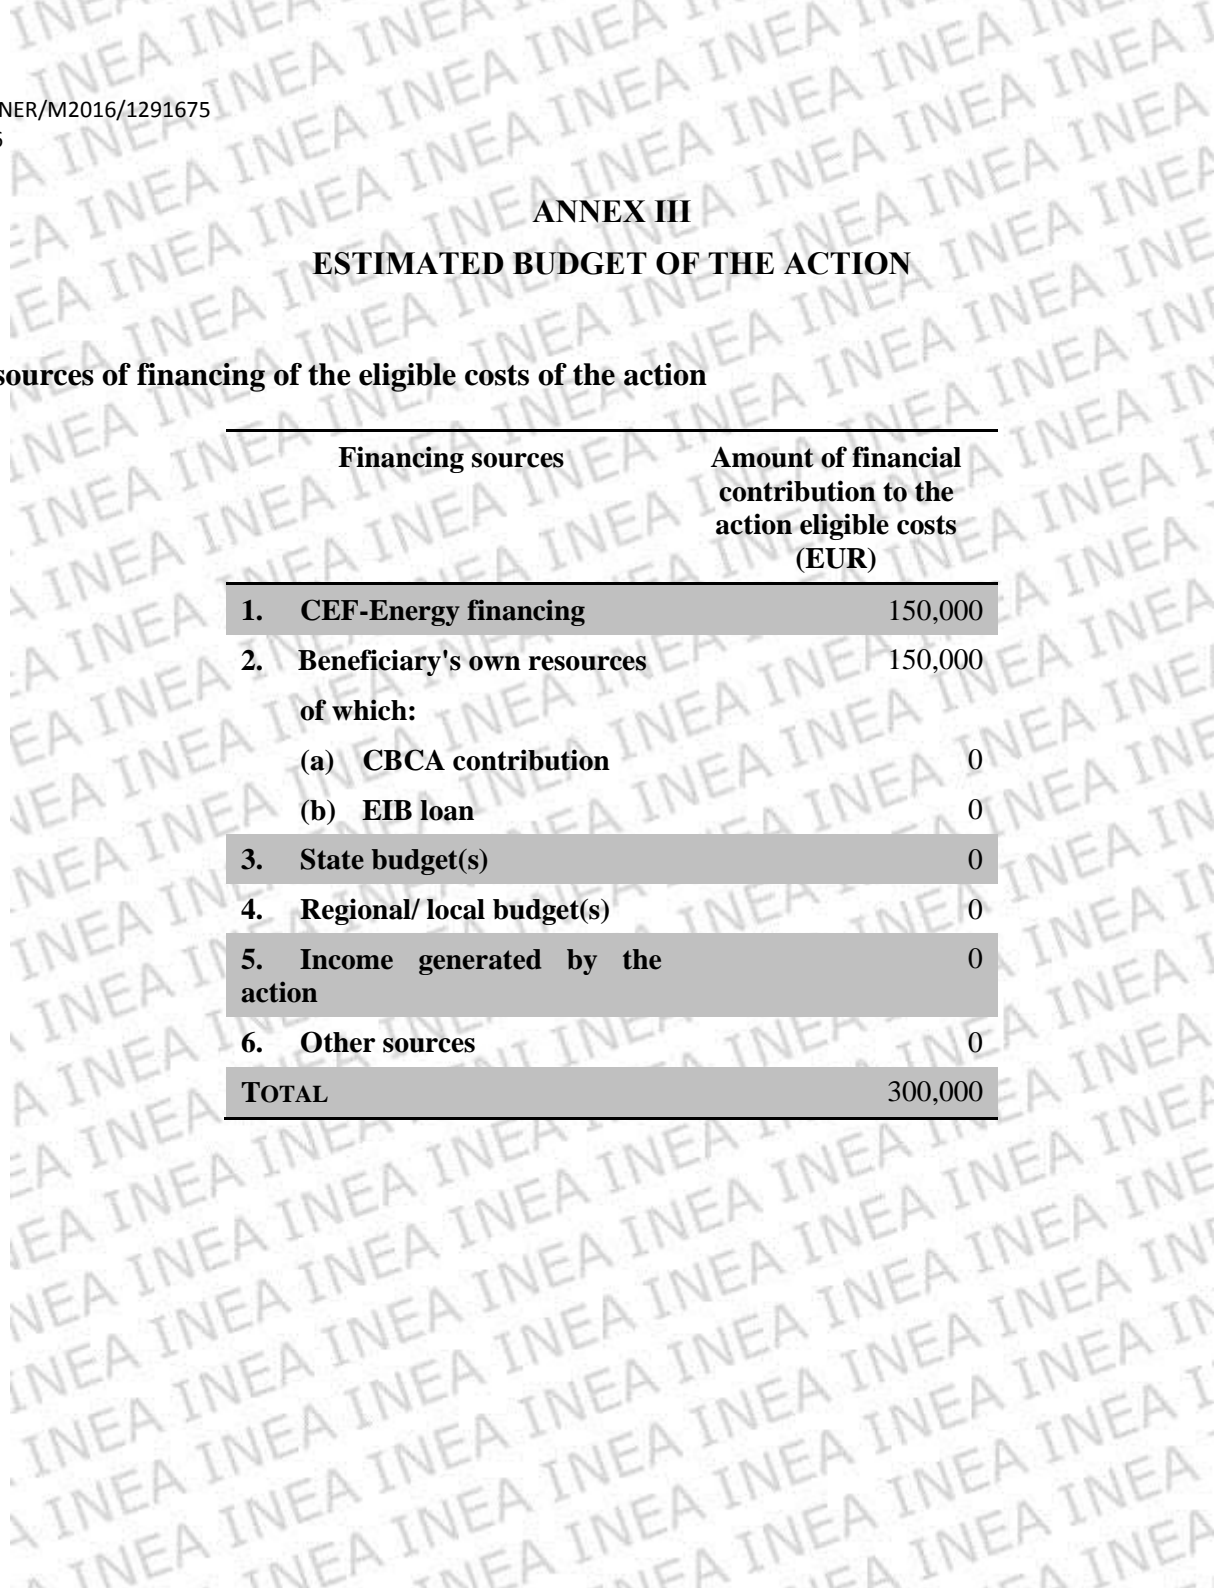 NER/M2016/1291675
ANNEX III
ESTIMATED BUDGET OF THE ACTION
sources of financing of the eligible costs of the action
Financing sources
Amount of financial
contribution to the
action eligible costs
(EUR)
1. CEF-Energy financing 150,000
2. Beneficiary's own resources 150,000
of which:
(a) CBCA contribution 0
(b) EIB loan 0
3. State budget(s) 0
4. Regional/ local budget(s) 0
5. Income generated by the 0
action
6. Other sources 0
TOTAL 300,000